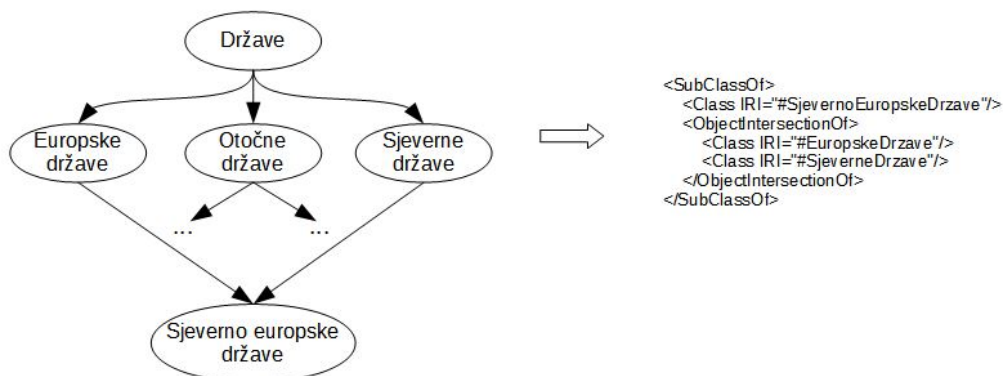 Države
Europske
države
Otočne
države
Sjeverne
države
...
...
Sjeverno europske
države
<SubClassOf>
<Class IRI="#SjevernoEuropskeDrzave"/>
<ObjectIntersectionOf>
<Class IRI="#EuropskeDrzave"/>
<Class IRI="#SjeverneDrzave"/>
</ObjectIntersectionOf>
</SubClassOf>